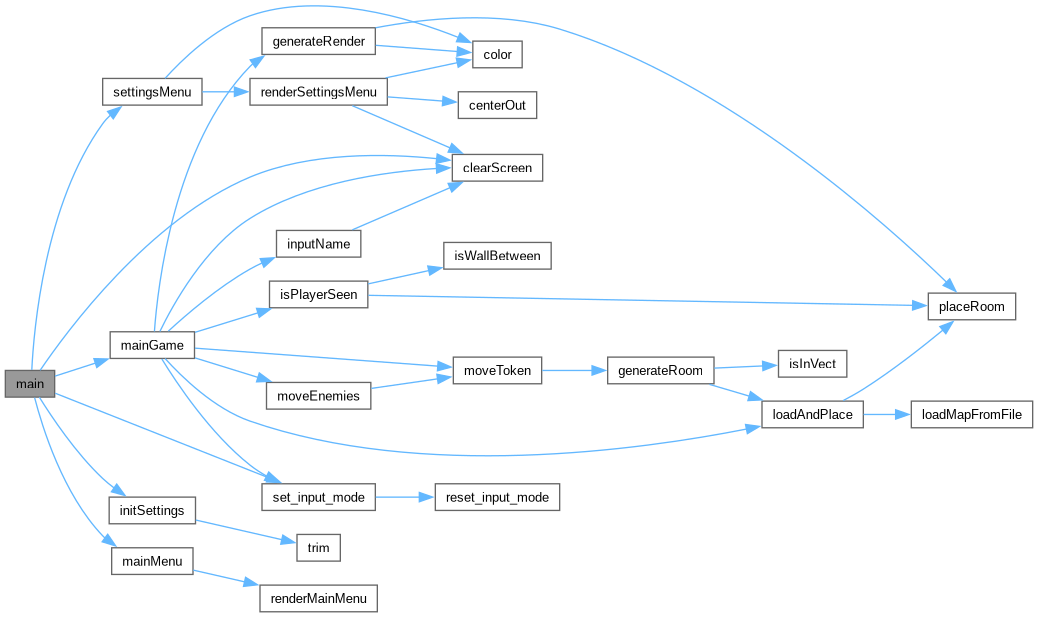 generateRender
color
settingsMenu
renderSettingsMenu
centerOut
clearScreen
inputName
isWallBetween
isPlayerSeen
placeRoom
mainGame
moveToken
generateRoom
isInVect
main
moveEnemies
loadAndPlace
loadMapFromFile
set_input_mode
reset_input_mode
initSettings
trim
mainMenu
renderMainMenu